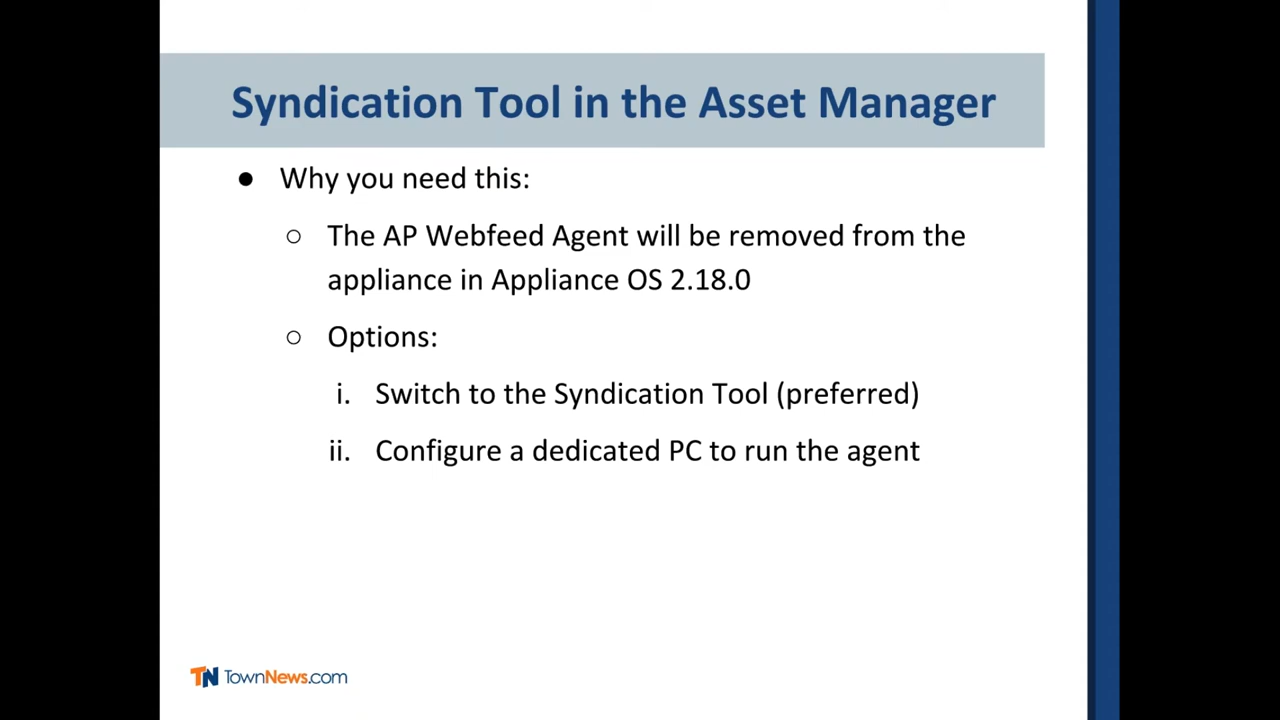 Syndication Tool in the Asset Manager
● Why you need this:
○ The AP Webfeed Agent will be removed from the
appliance in Appliance OS 2.18.0
○ Options:
i. Switch to the Syndication Tool (preferred)
ii. Configure a dedicated PC to run the agent
TN TownNews.com